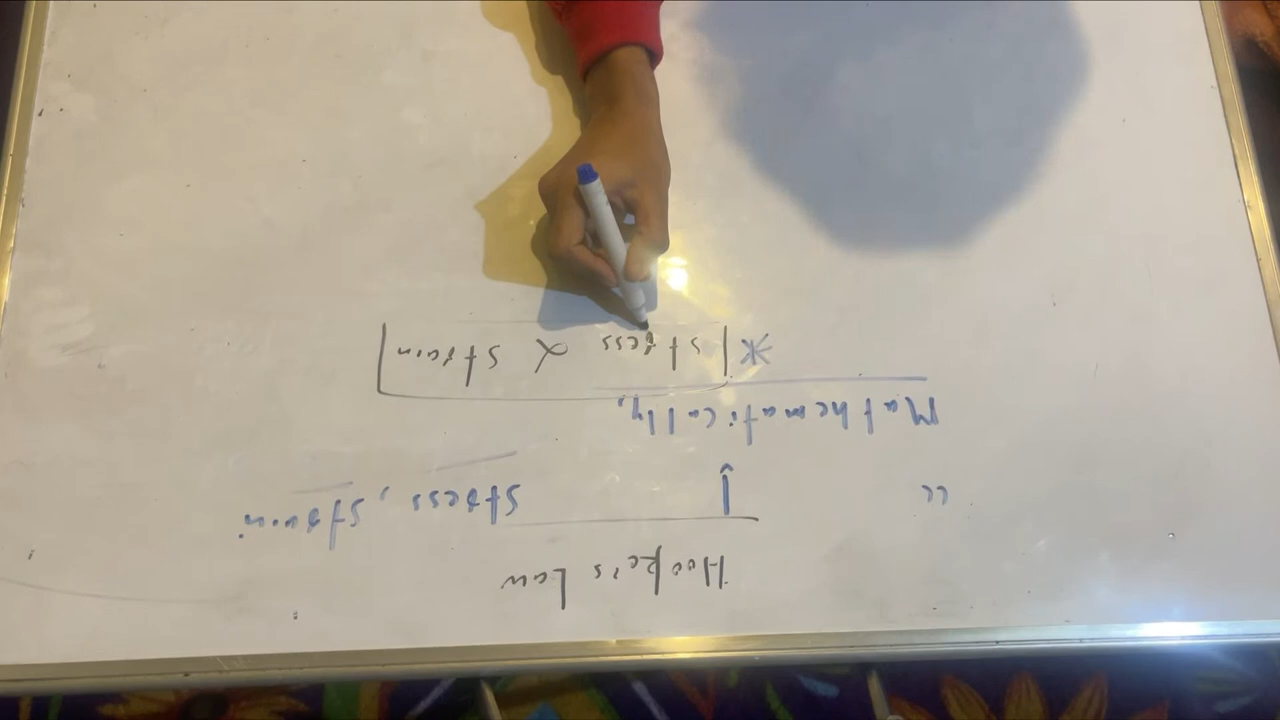 Hooke's Law
“ Stress, Strain.
Mathematically,
* Stress ∝ Strain